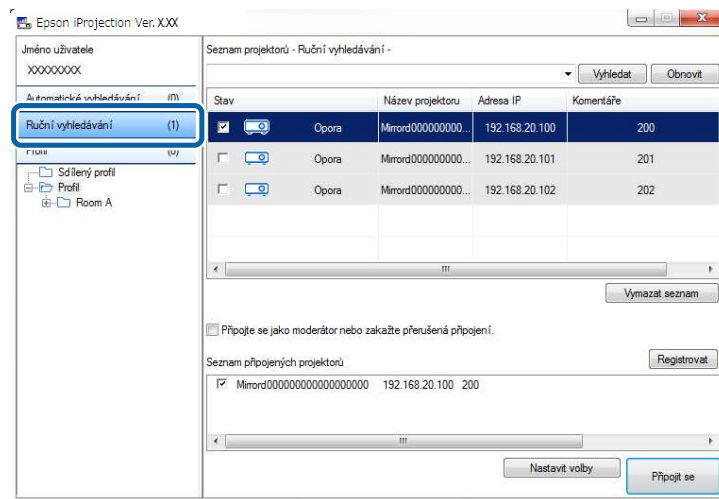 Epson iProjection Ver. X.XX
Jméno uživatele
XXXXXXXX
Automatické vyhledávání (0)
Ruční vyhledávání (1)
Profil (0)
Sdílený profil
Profil
Room A
Seznam projektorů - Ruční vyhledávání -
Vyhledat Obnovit
Stav Název projektoru Adresa IP Komentáře
Opora Mirrord000000000... 192.168.20.100 200
Opora Mirrord000000000... 192.168.20.101 201
Opora Mirrord000000000... 192.168.20.102 202
Vymazat seznam
Připojte se jako moderátor nebo zakažte přerušená připojení.
Seznam připojených projektorů Registrovat
Mirrord000000000000000000 192.168.20.100 200
Nastavit volby Připojit se